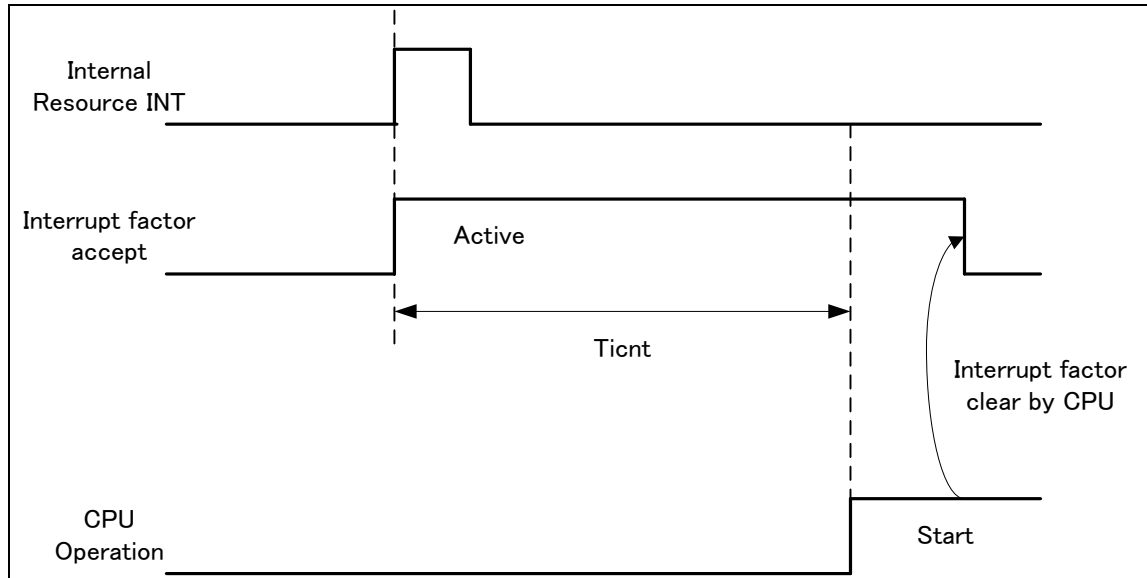 Internal
Resource INT
Interrupt factor
accept
Active
Ticnt
Interrupt factor
clear by CPU
CPU
Operation
Start